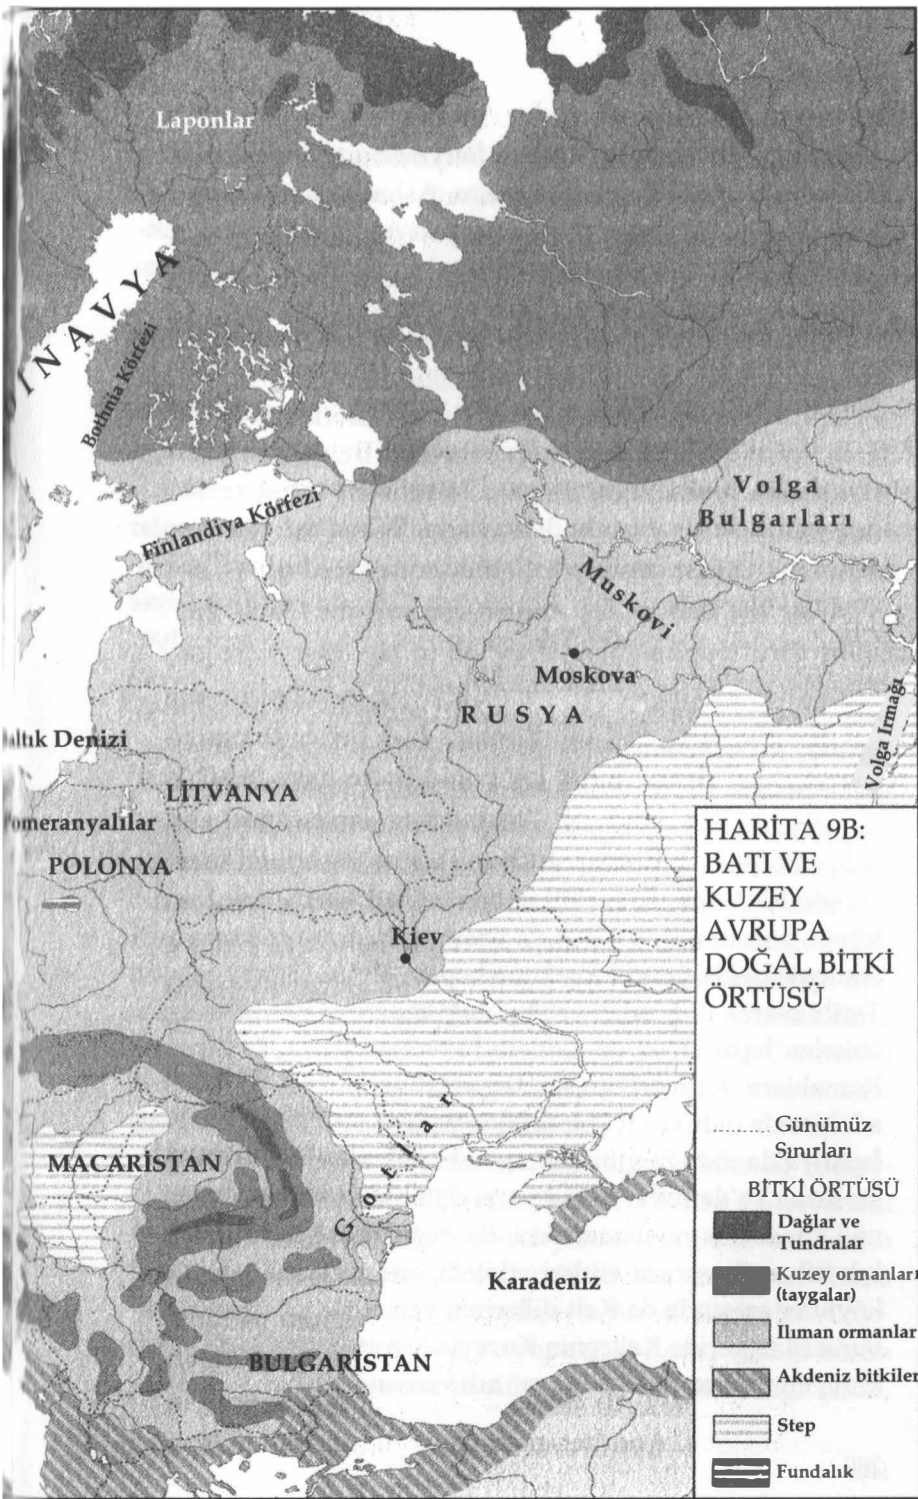 Laponlar
İNAVYA
Bothnia Körfezi
Finlandiya Körfezi
Volga
Bulgarları
Muskovi
Moskova
RUSYA
Volga Irmağı
altık Denizi
LİTVANYA
Pomeranyalılar
POLONYA
Kiev
HARİTA 9B:
BATI VE
KUZEY
AVRUPA
DOĞAL BİTKİ
ÖRTÜSÜ
Gotlar
MACARİSTAN
Karadeniz
BULGARİSTAN
Günümüz
Sınırları
BİTKİ ÖRTÜSÜ
Dağlar ve
Tundralar
Kuzey ormanları
(taygalar)
Ilıman ormanlar
Akdeniz bitkiler
Step
Fundalık